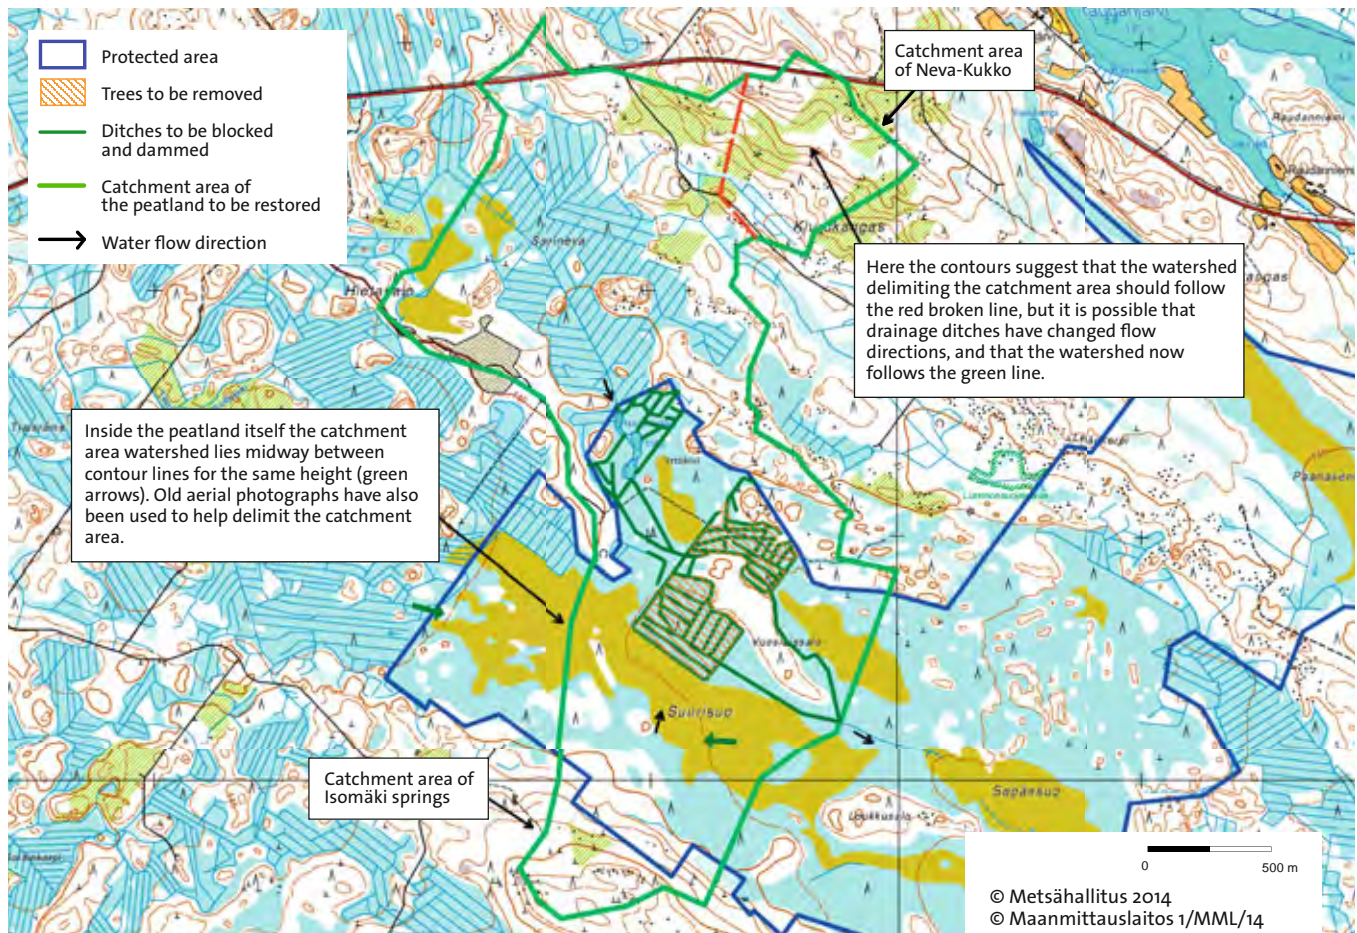 Protected area
Trees to be removed
Ditches to be blocked
and dammed
Catchment area of
the peatland to be restored
Water flow direction
Catchment area
of Neva-Kukko
Raudanniemi
Raudanniemi
Sarineva
Here the contours suggest that the watershed
delimiting the catchment area should follow
the red broken line, but it is possible that
drainage ditches have changed flow
directions, and that the watershed now
follows the green line.
Inside the peatland itself the catchment
area watershed lies midway between
contour lines for the same height (green
arrows). Old aerial photographs have also
been used to help delimit the catchment
area.
Suurisuo
Catchment area of
Isomäki springs
Sapassuo
Loukkusalo
0 500 m
© Metsähallitus 2014
© Maanmittauslaitos 1/MML/14